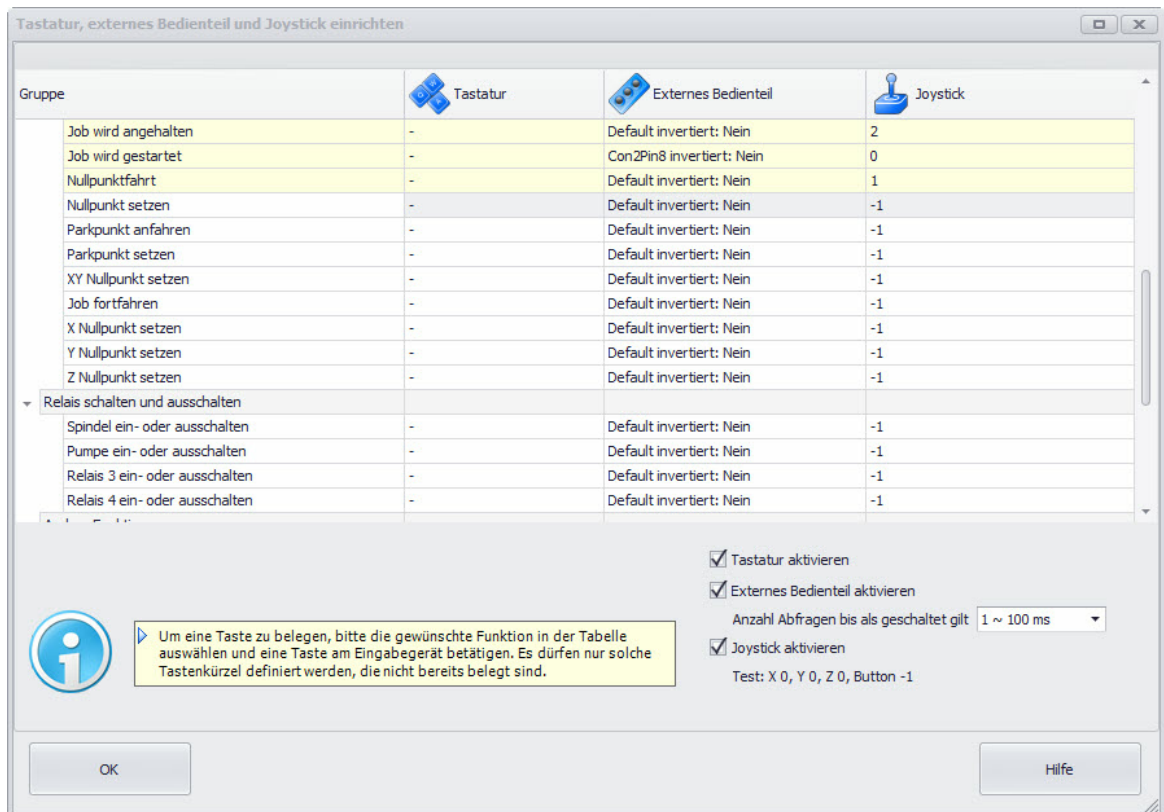 Tastatur, externes Bedienteil und Joystick einrichten
Gruppe Tastatur Externes Bedienteil Joystick
Job wird angehalten - Default invertiert: Nein 2
Job wird gestartet - Con2Pin8 invertiert: Nein 0
Nullpunktfahrt - Default invertiert: Nein 1
Nullpunkt setzen - Default invertiert: Nein -1
Parkpunkt anfahren - Default invertiert: Nein -1
Parkpunkt setzen - Default invertiert: Nein -1
XY Nullpunkt setzen - Default invertiert: Nein -1
Job fortfahren - Default invertiert: Nein -1
X Nullpunkt setzen - Default invertiert: Nein -1
Y Nullpunkt setzen - Default invertiert: Nein -1
Z Nullpunkt setzen - Default invertiert: Nein -1
Relais schalten und ausschalten
Spindel ein- oder ausschalten - Default invertiert: Nein -1
Pumpe ein- oder ausschalten - Default invertiert: Nein -1
Relais 3 ein- oder ausschalten - Default invertiert: Nein -1
Relais 4 ein- oder ausschalten - Default invertiert: Nein -1
Tastatur aktivieren
Externes Bedienteil aktivieren
Anzahl Abfragen bis als geschaltet gilt 1 ~ 100 ms
Joystick aktivieren
Test: X 0, Y 0, Z 0, Button -1
Um eine Taste zu belegen, bitte die gewünschte Funktion in der Tabelle
auswählen und eine Taste am Eingabegerät betätigen. Es dürfen nur solche
Tastenkürzel definiert werden, die nicht bereits belegt sind.
OK
Hilfe